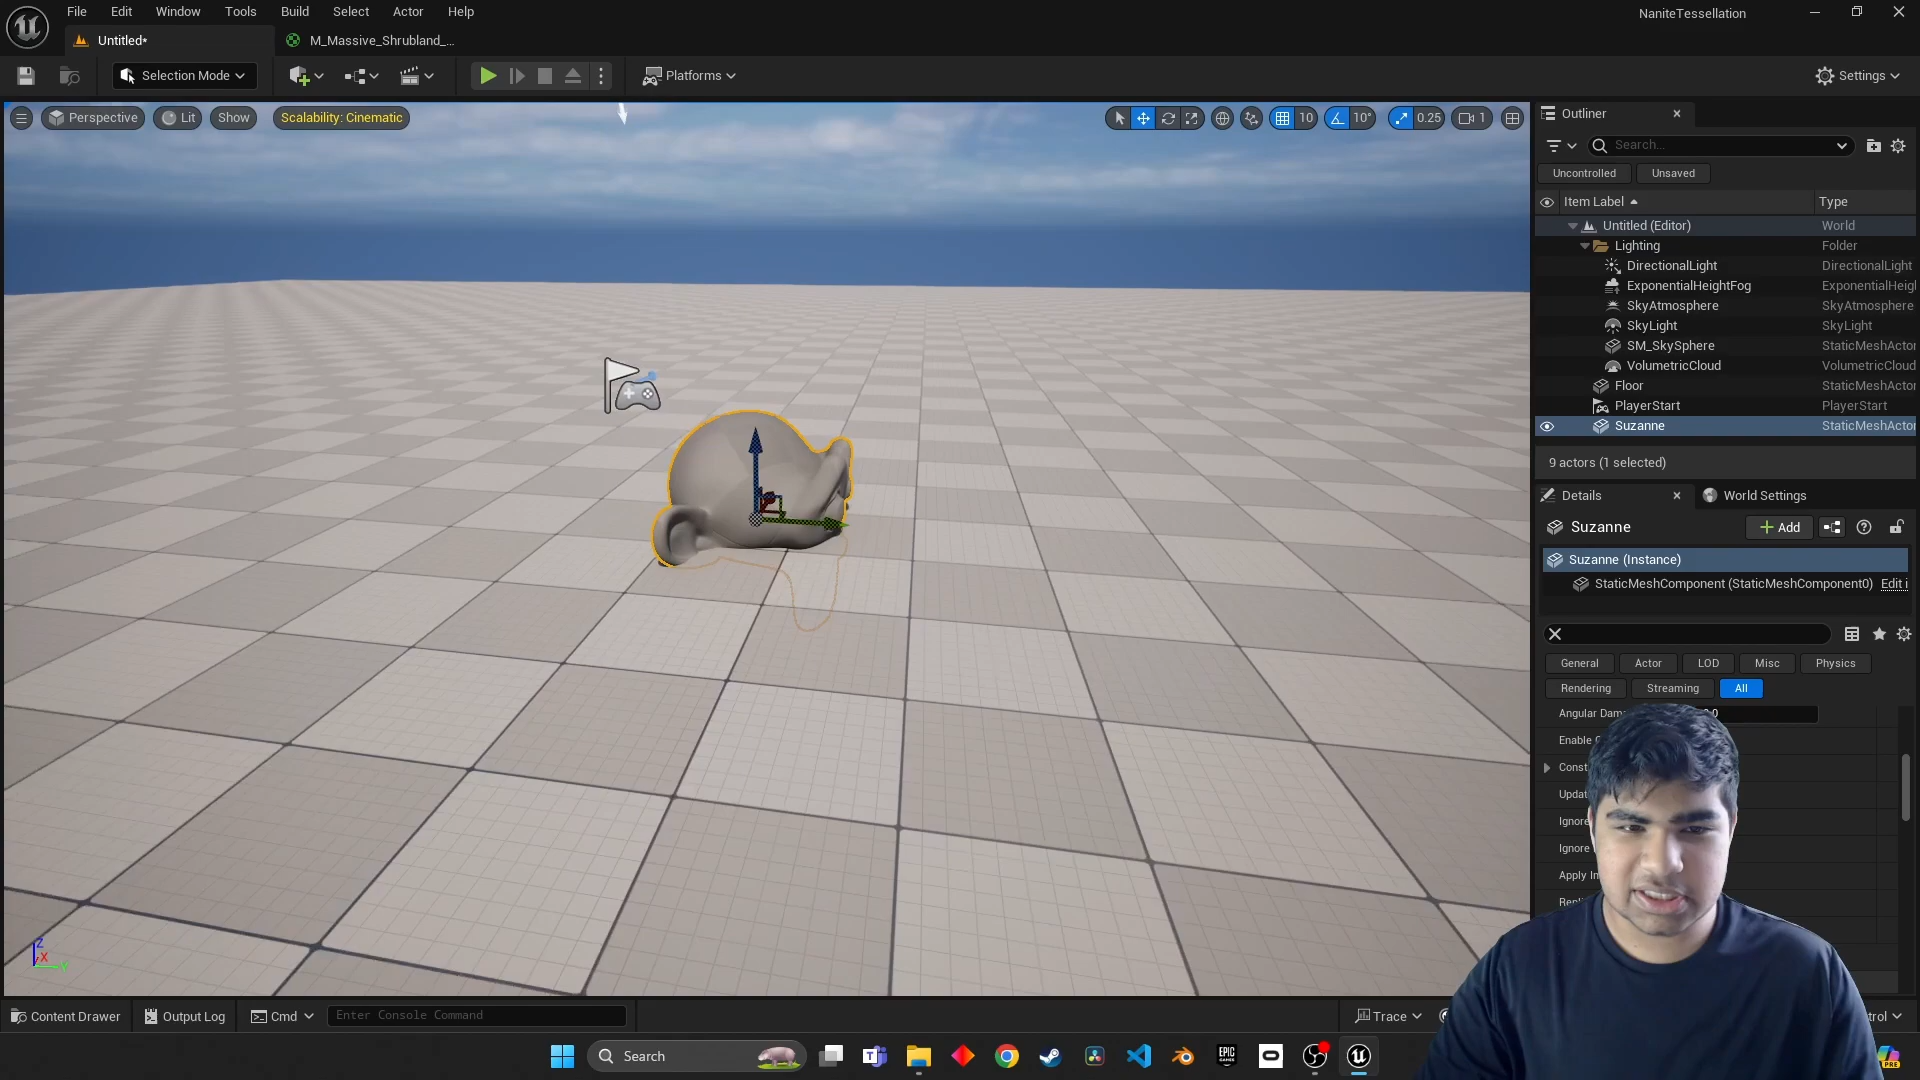 File Edit Window Tools Build Select Actor Help
NaniteTessellation
Untitled*
M_Massive_Shrubland_...
Selection Mode
Platforms
Settings
Perspective
Lit
Show
Scalability: Cinematic
10
10°
0.25
1
Outliner
Search...
Uncontrolled
Unsaved
Item Label
Type
Untitled (Editor) World
Lighting Folder
DirectionalLight DirectionalLight
ExponentialHeightFog ExponentialHeigl
SkyAtmosphere SkyAtmosphere
SkyLight SkyLight
SM_SkySphere StaticMeshActor
VolumetricCloud VolumetricCloud
Floor StaticMeshActor
PlayerStart PlayerStart
Suzanne StaticMeshActor
9 actors (1 selected)
Details
World Settings
Suzanne
Add
Suzanne (Instance)
StaticMeshComponent (StaticMeshComponent0) Edit i
General Actor LOD Misc Physics
Rendering Streaming All
Angular Dam
Enable
Const
Updat
Ignore
Ignore
Apply In
Z
X
Y
Content Drawer
Output Log
Cmd
Enter Console Command
Trace
trol
Search
EPIC GAMES
PRE